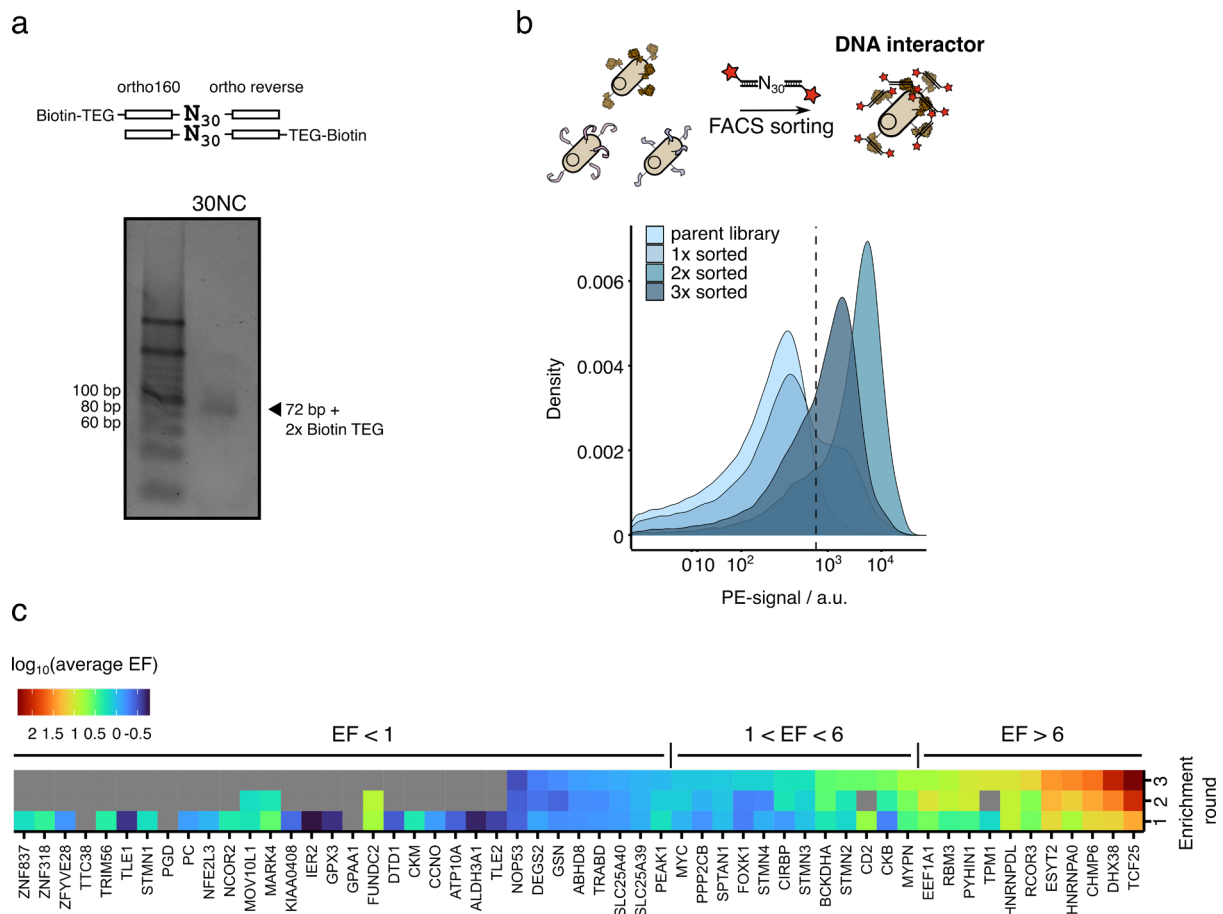 a
ortho160 ortho reverse
Biotin-TEG N30
N30 TEG-Biotin
30NC
100 bp
80 bp
60 bp
72 bp +
2x Biotin TEG
b
DNA interactor
N30
FACS sorting
parent library
1x sorted
2x sorted
3x sorted
0.006
0.004
0.002
0
Density
0 10 10² 10³ 10⁴
PE-signal / a.u.
c
log10(average EF)
2 1.5 1 0.5 0 -0.5
EF < 1 1 < EF < 6 EF > 6
3
2
1
Enrichment round
ZNF837
ZNF318
ZFYVE28
TTC38
TRIM56
TLE1
STMN1
PGD
PC
NFE2L3
NCOR2
MOV10L1
MARK4
KIAA0408
IER2
GPX3
GPAA1
FUNDC2
DTD1
CKM
CCNO
ATP10A
ALDH3A1
TLE2
NOP53
DEGS2
GSN
ABHD8
TRABD
SLC25A40
SLC25A39
PEAK1
MYC
PPP2CB
SPTAN1
FOXK1
STMN4
CIRBP
STMN3
BCKDHA
STMN2
CD2
CKB
MYPN
EEF1A1
RBM3
PYHIN1
TPM1
HNRNPDL
RCOR3
ESYT2
HNRNPA0
CHMP6
DHX38
TCF25